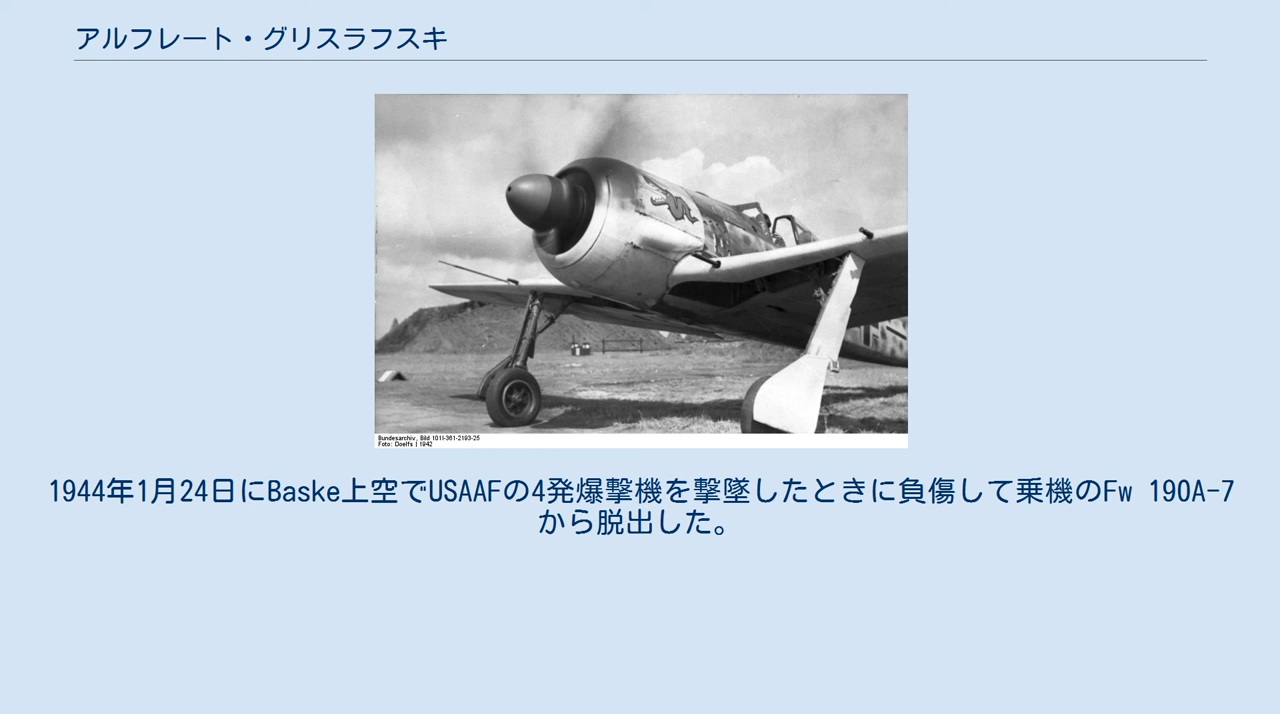 アルフレート・グリスラフスキ
Bundesarchiv, Bild 101I-361-2193-25
Foto: Doelfs | 1942
1944年1月24日にBaske上空でUSAAFの4発爆撃機を撃墜したときに負傷して乗機のFw 190A-7
から脱出した。